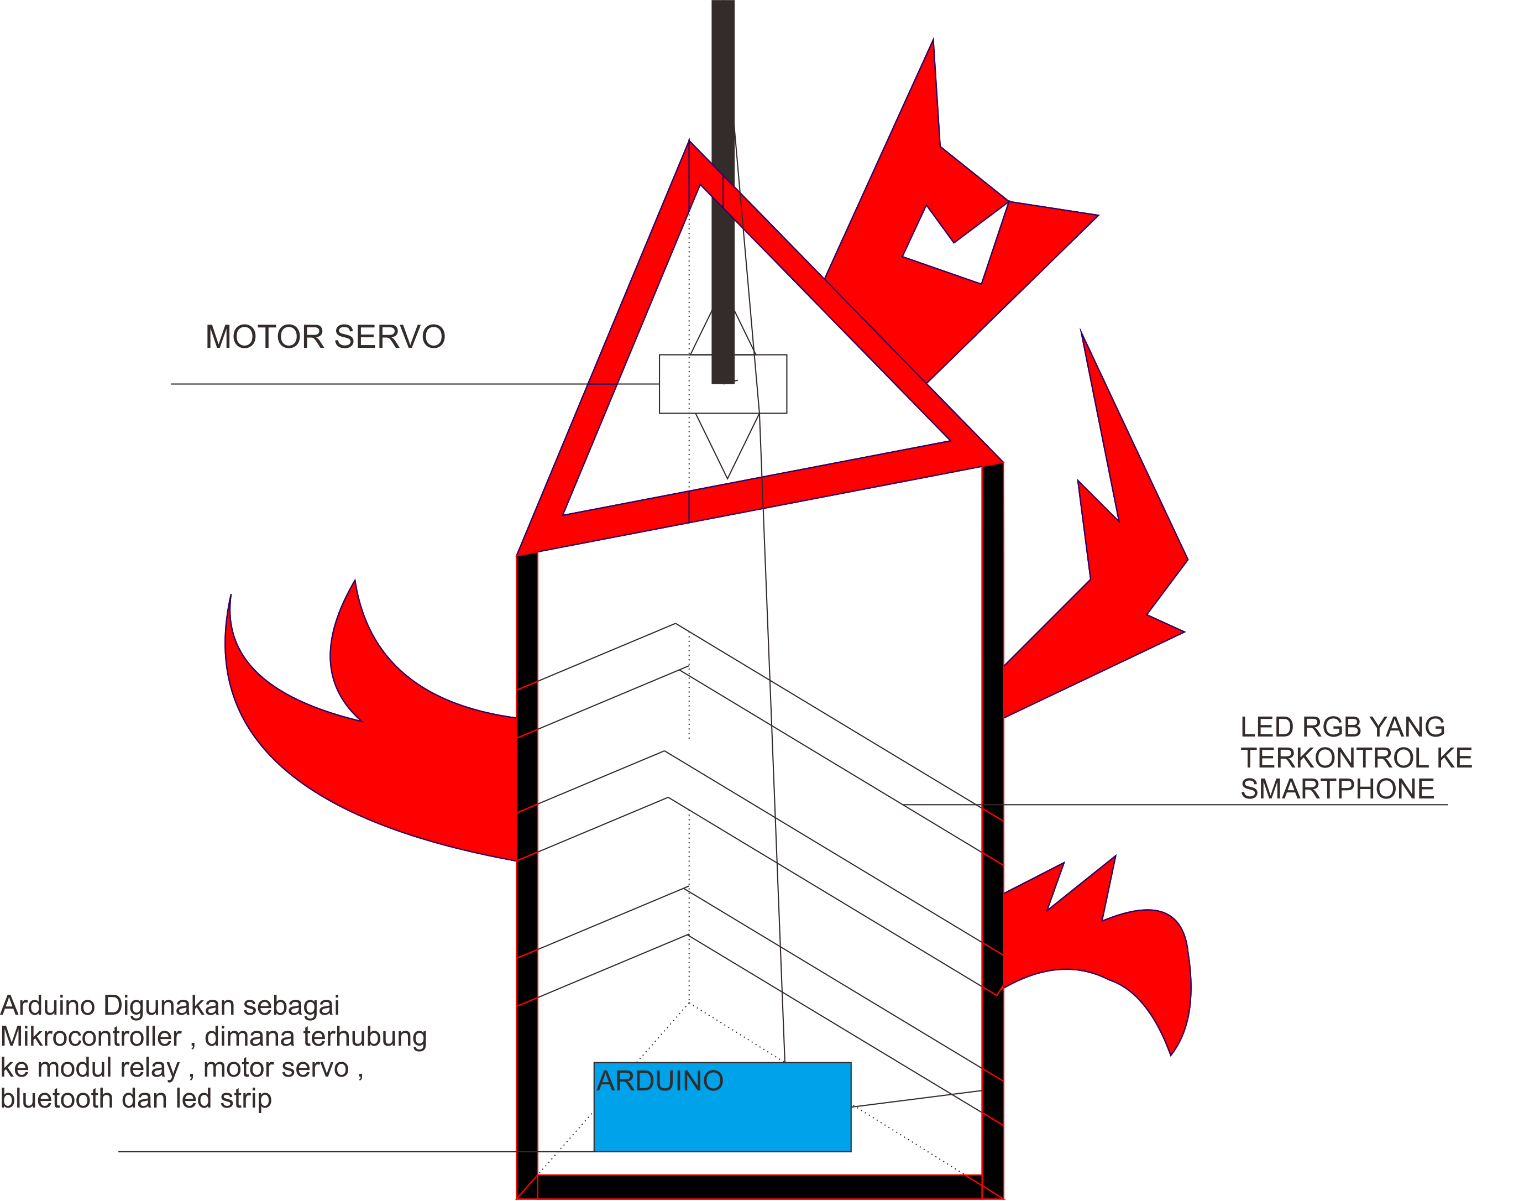 MOTOR SERVO
LED RGB YANG
TERKONTROL KE
SMARTPHONE
Arduino Digunakan sebagai
Mikrocontroller , dimana terhubung
ke modul relay , motor servo ,
bluetooth dan led strip
ARDUINO